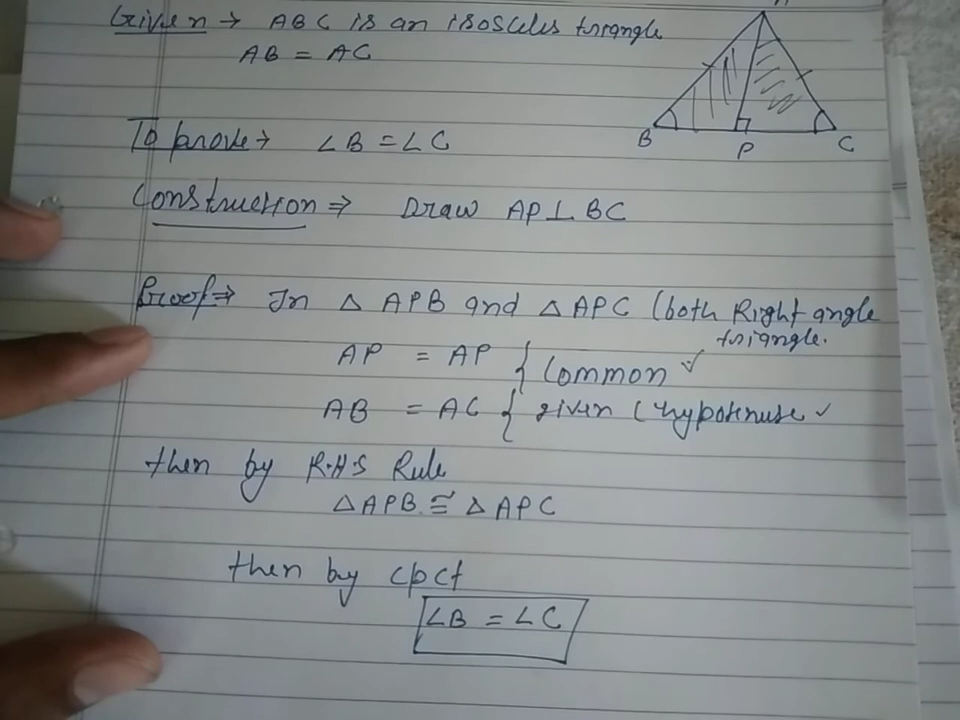 Given → ABC is an isosceles triangle
AB = AC
B
P
C
To prove → ∠B = ∠C
Construction ⇒ Draw AP ⊥ BC
Proof ⇒ In △ APB and △ APC (both Right angle
triangle.
AP = AP { Common ✓
AB = AC { given (hypotenuse ✓
then by R.H.S Rule
△APB ≅ △APC
then by cpct
∠B = ∠C